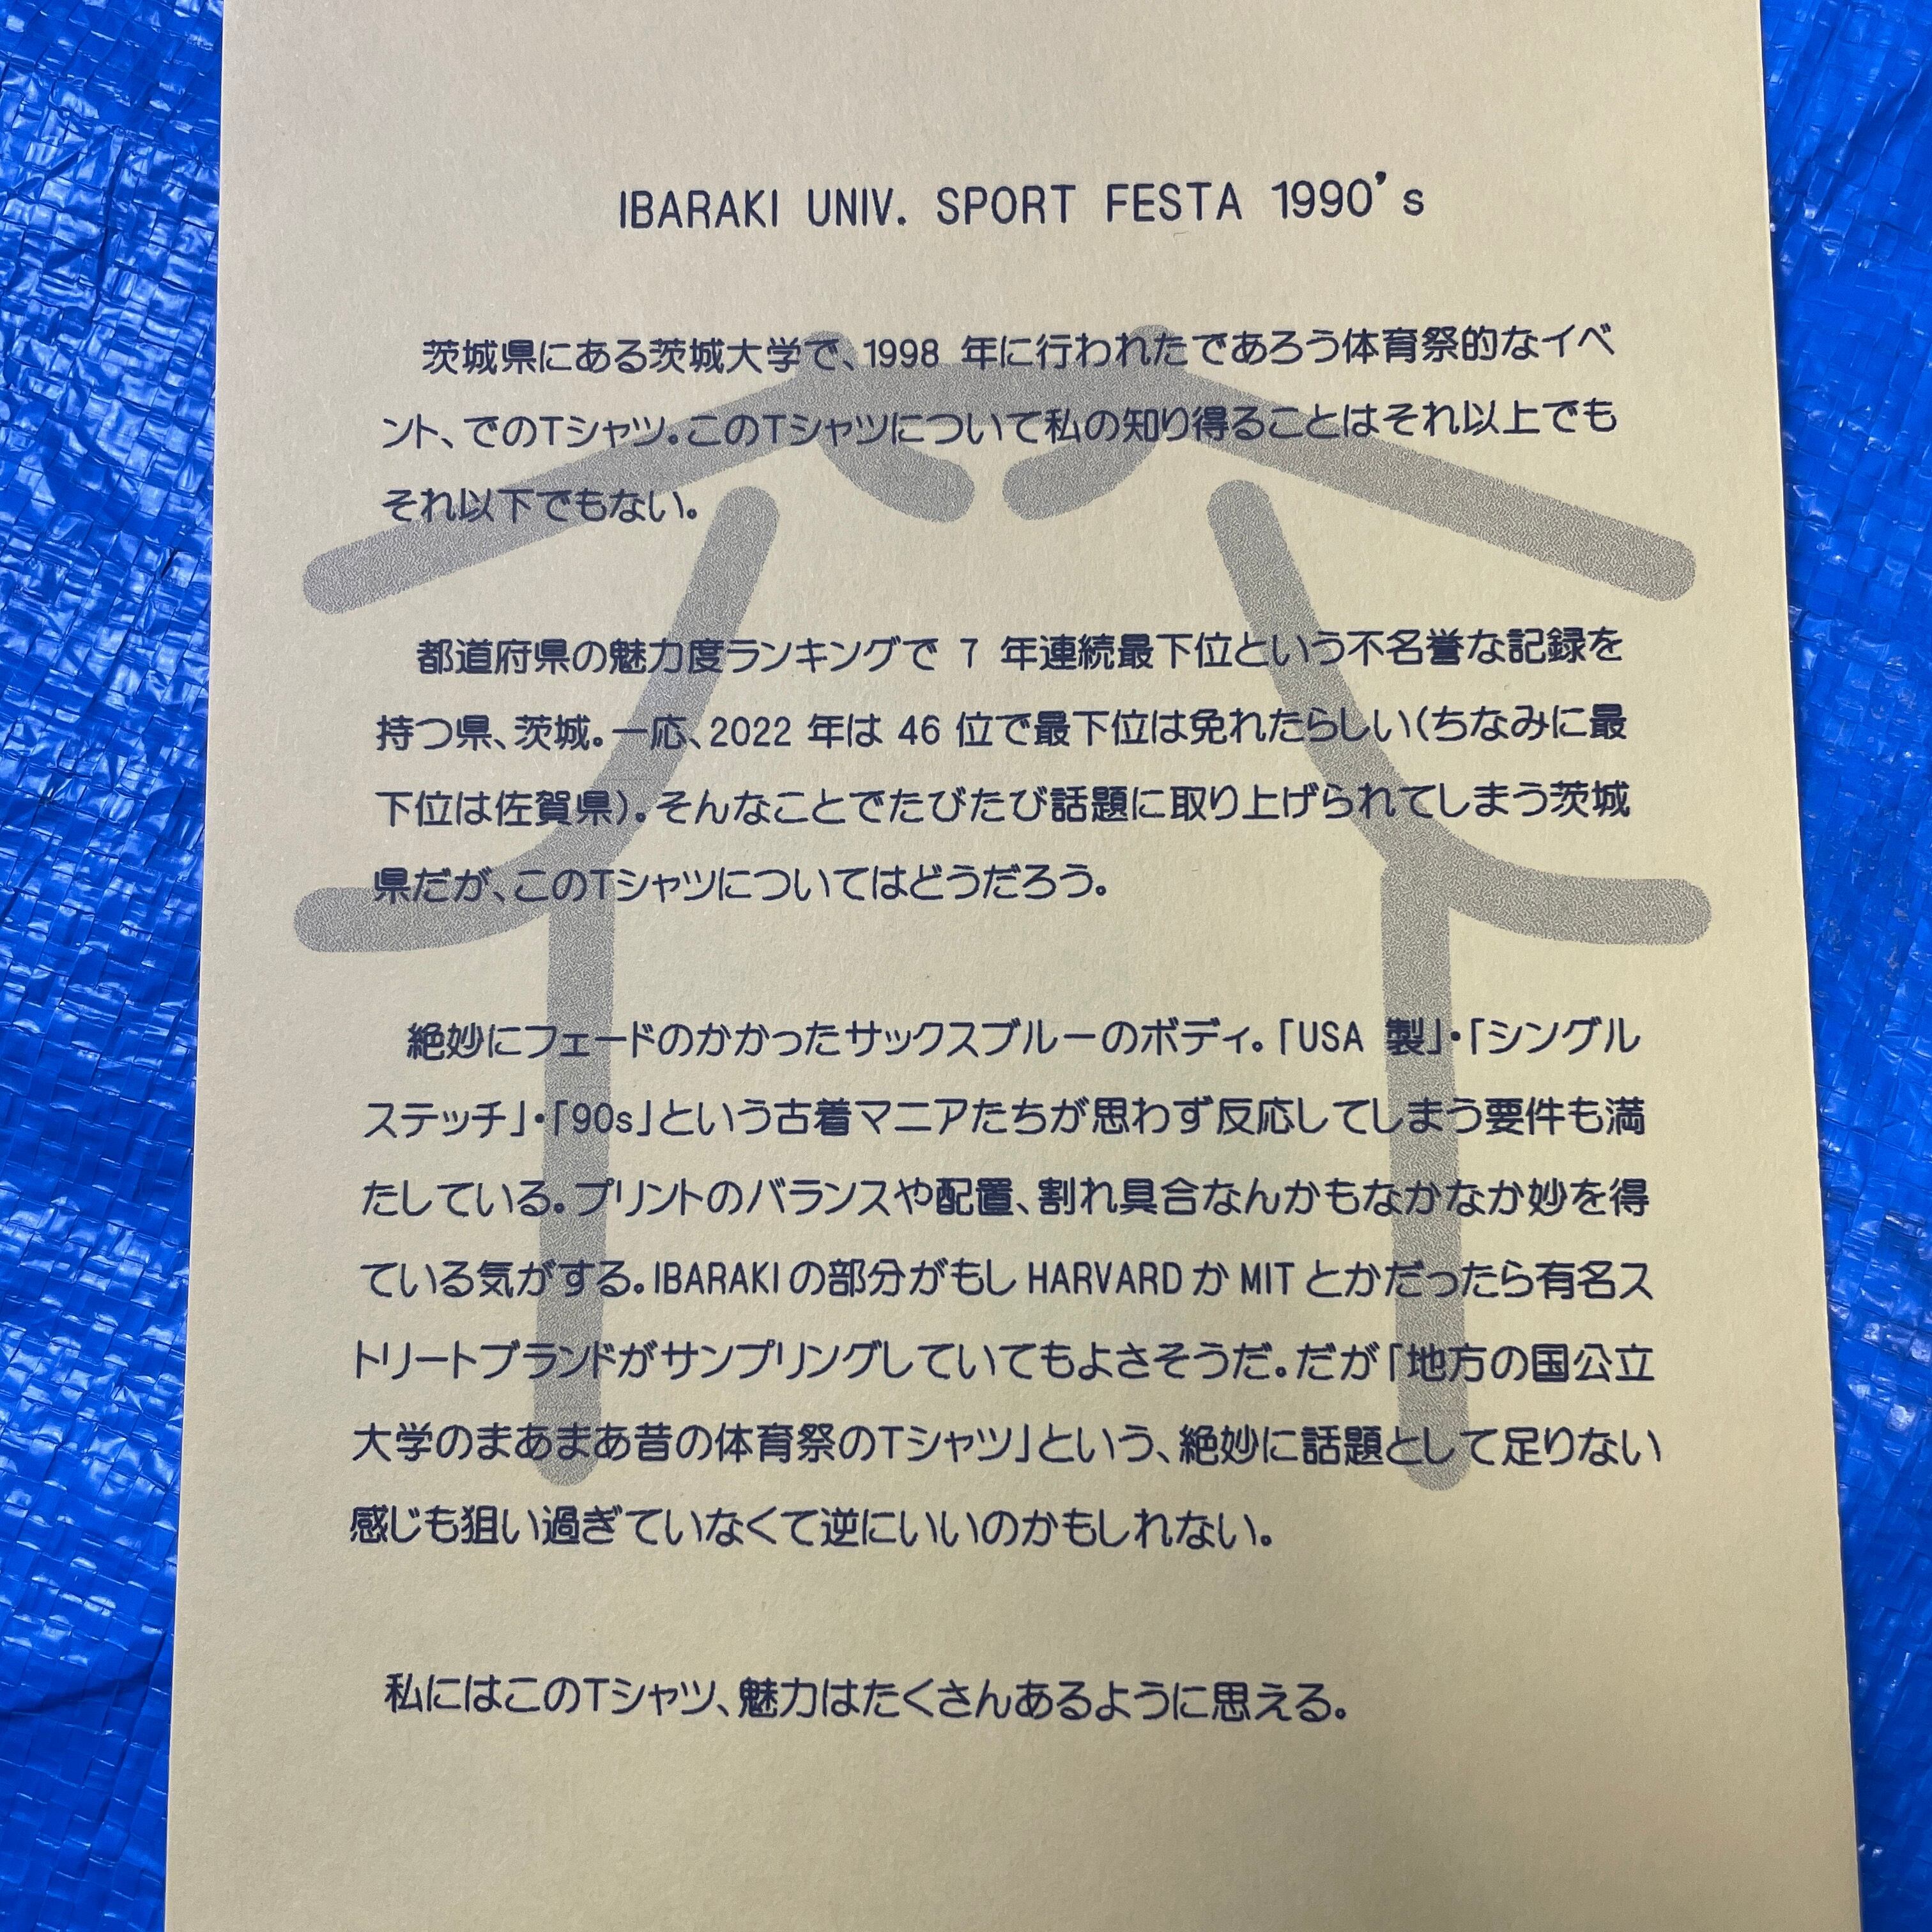 IBARAKI UNIV. SPORT FESTA 1990's
茨城県にある茨城大学で、1998 年に行われたであろう体育祭的なイベ
ント、でのTシャツ。このTシャツについて私の知り得ることはそれ以上でも
それ以下でもない。
都道府県の魅力度ランキングで 7 年連続最下位という不名誉な記録を
持つ県、茨城。一応、2022 年は 46 位で最下位は免れたらしい(ちなみに最
下位は佐賀県)。そんなことでたびたび話題に取り上げられてしまう茨城
県だが、このTシャツについてはどうだろう。
絶妙にフェードのかかったサックスブルーのボディ。「USA 製」・「シングル
ステッチ」・「90s」という古着マニアたちが思わず反応してしまう要件も満
たしている。プリントのバランスや配置、割れ具合なんかもなかなか妙を得
ている気がする。IBARAKIの部分がもしHARVARDかMITとかだったら有名ス
トリートブランドがサンプリングしていてもよさそうだ。だが「地方の国公立
大学のまあまあ昔の体育祭のTシャツ」という、絶妙に話題として足りない
感じも狙い過ぎていなくて逆にいいのかもしれない。
私にはこのTシャツ、魅力はたくさんあるように思える。